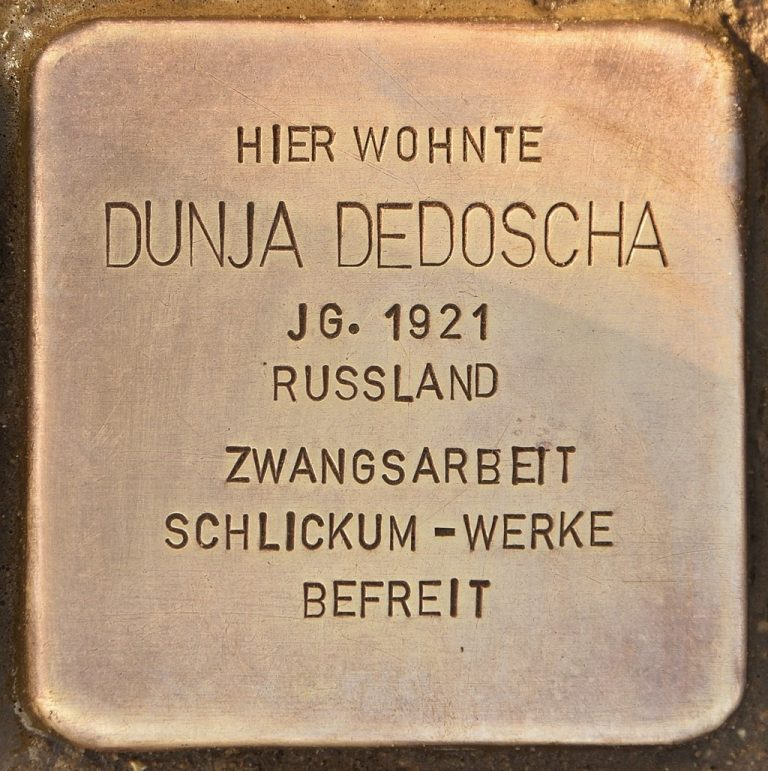 HIER WOHNTE
DUNJA DEDOSCHA
JG. 1921
RUSSLAND
ZWANGSARBEIT
SCHLICKUM-WERKE
BEFREIT